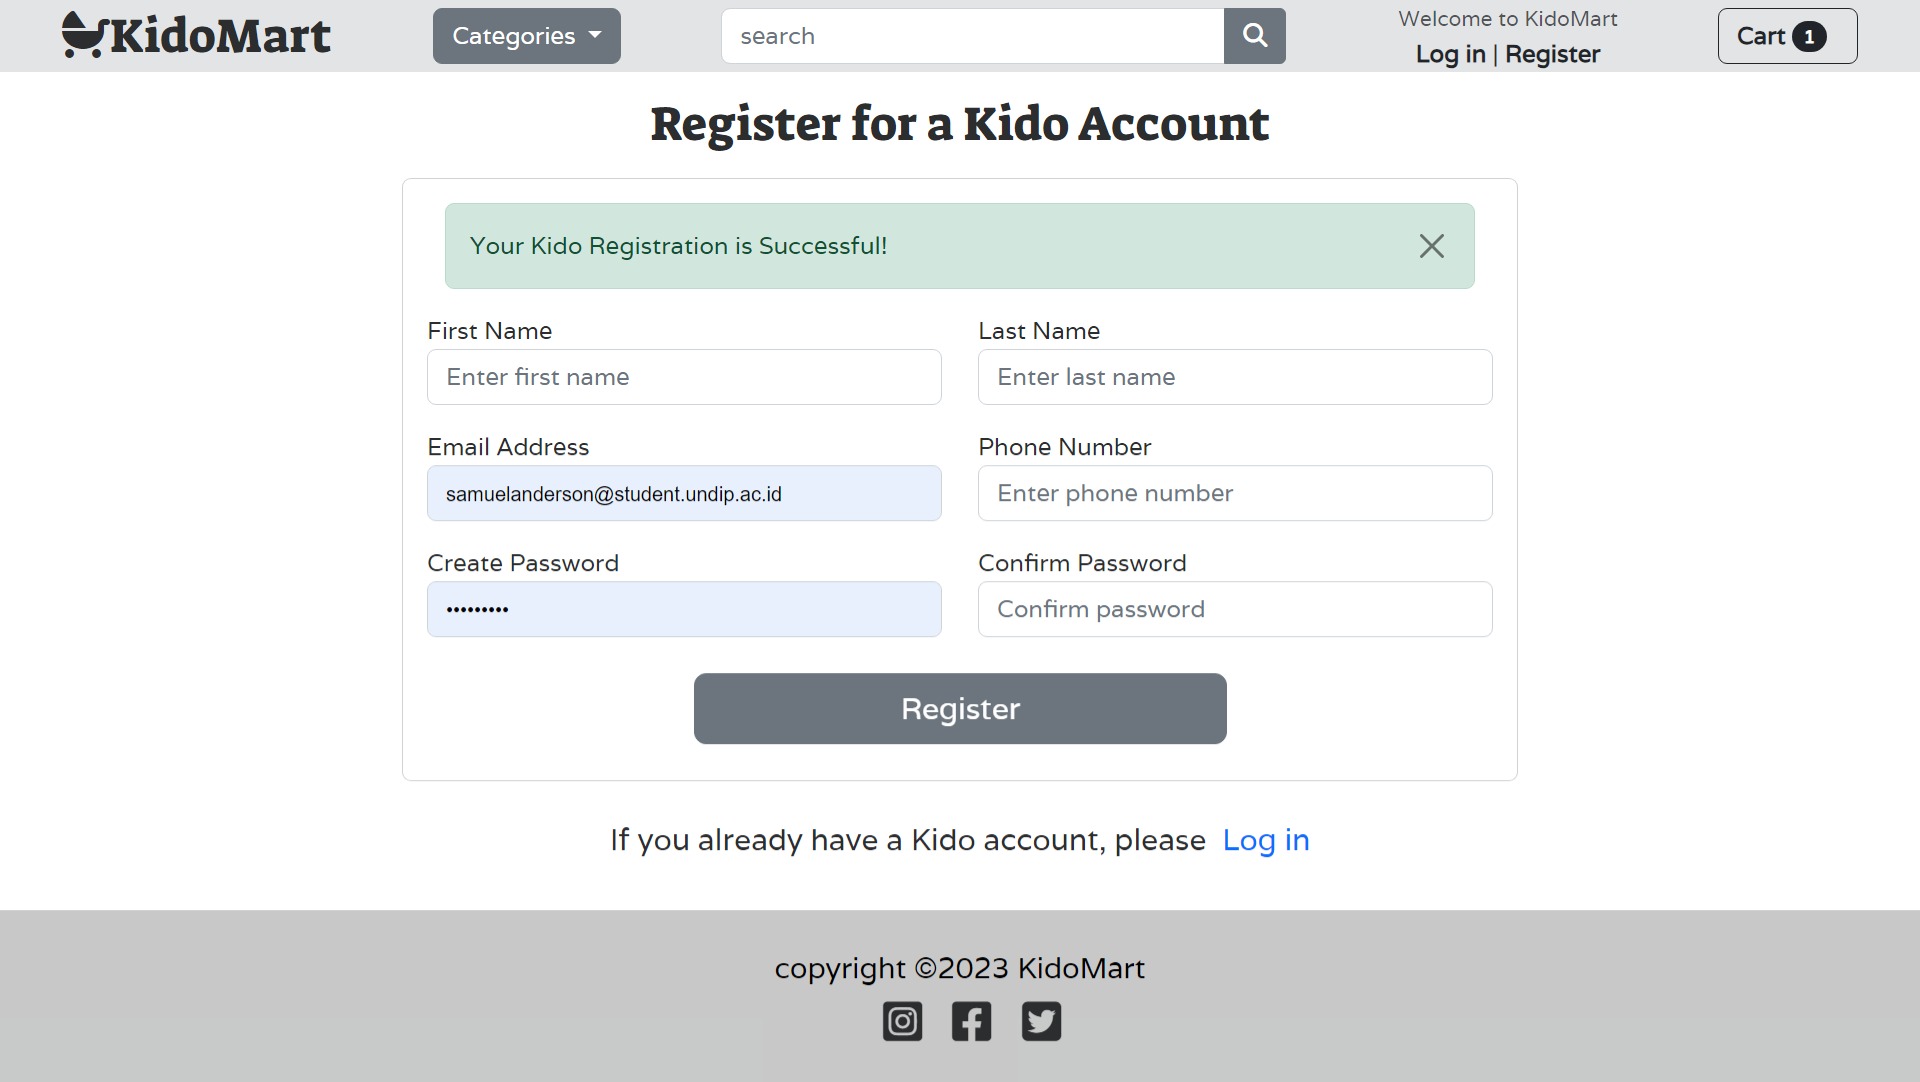 KidoMart
Categories
search
Welcome to KidoMart
Log in | Register
Cart 1
Register for a Kido Account
Your Kido Registration is Successful!
First Name
Last Name
Enter first name
Enter last name
Email Address
Phone Number
samuelanderson@student.undip.ac.id
Enter phone number
Create Password
Confirm Password
•••••••••
Confirm password
Register
If you already have a Kido account, please Log in
copyright ©2023 KidoMart